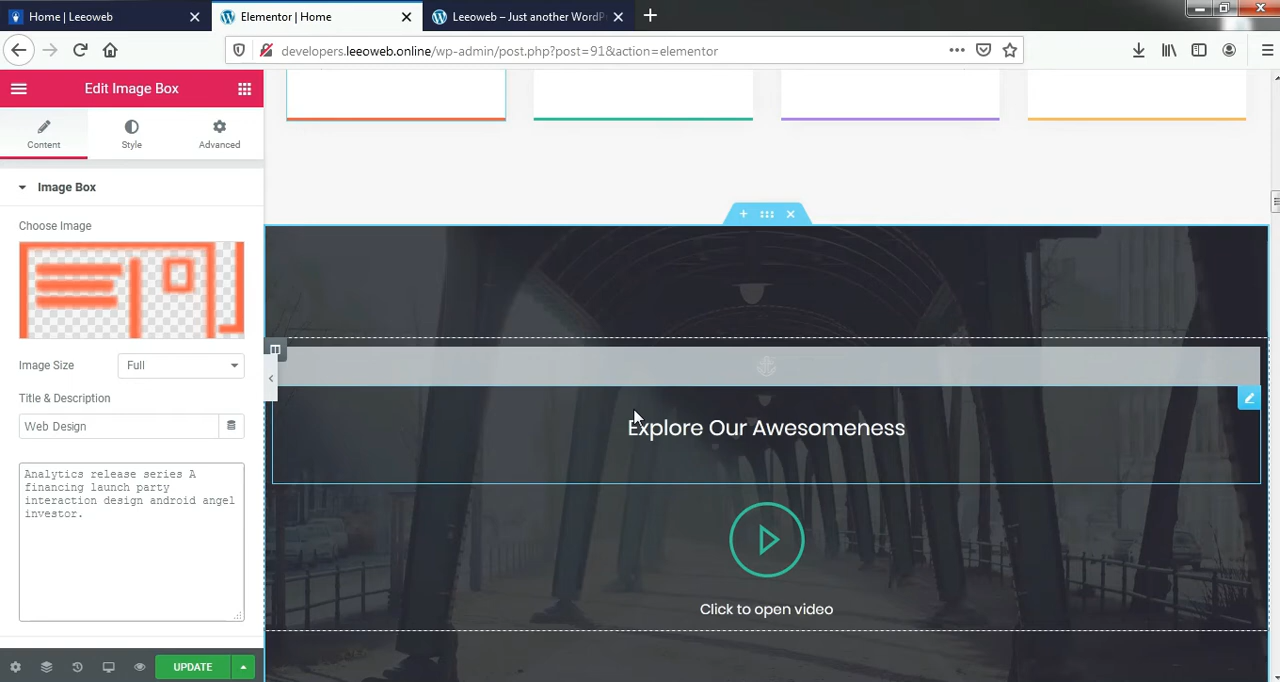 Home | Leeoweb
Elementor | Home
Leeoweb – Just another WordP
developers.leeoweb.online/wp-admin/post.php?post=91&action=elementor
Edit Image Box
Content
Style
Advanced
Image Box
Choose Image
Image Size
Full
Title & Description
Web Design
Analytics release series A
financing launch party
interaction design android angel
investor.
UPDATE
Explore Our Awesomeness
Click to open video